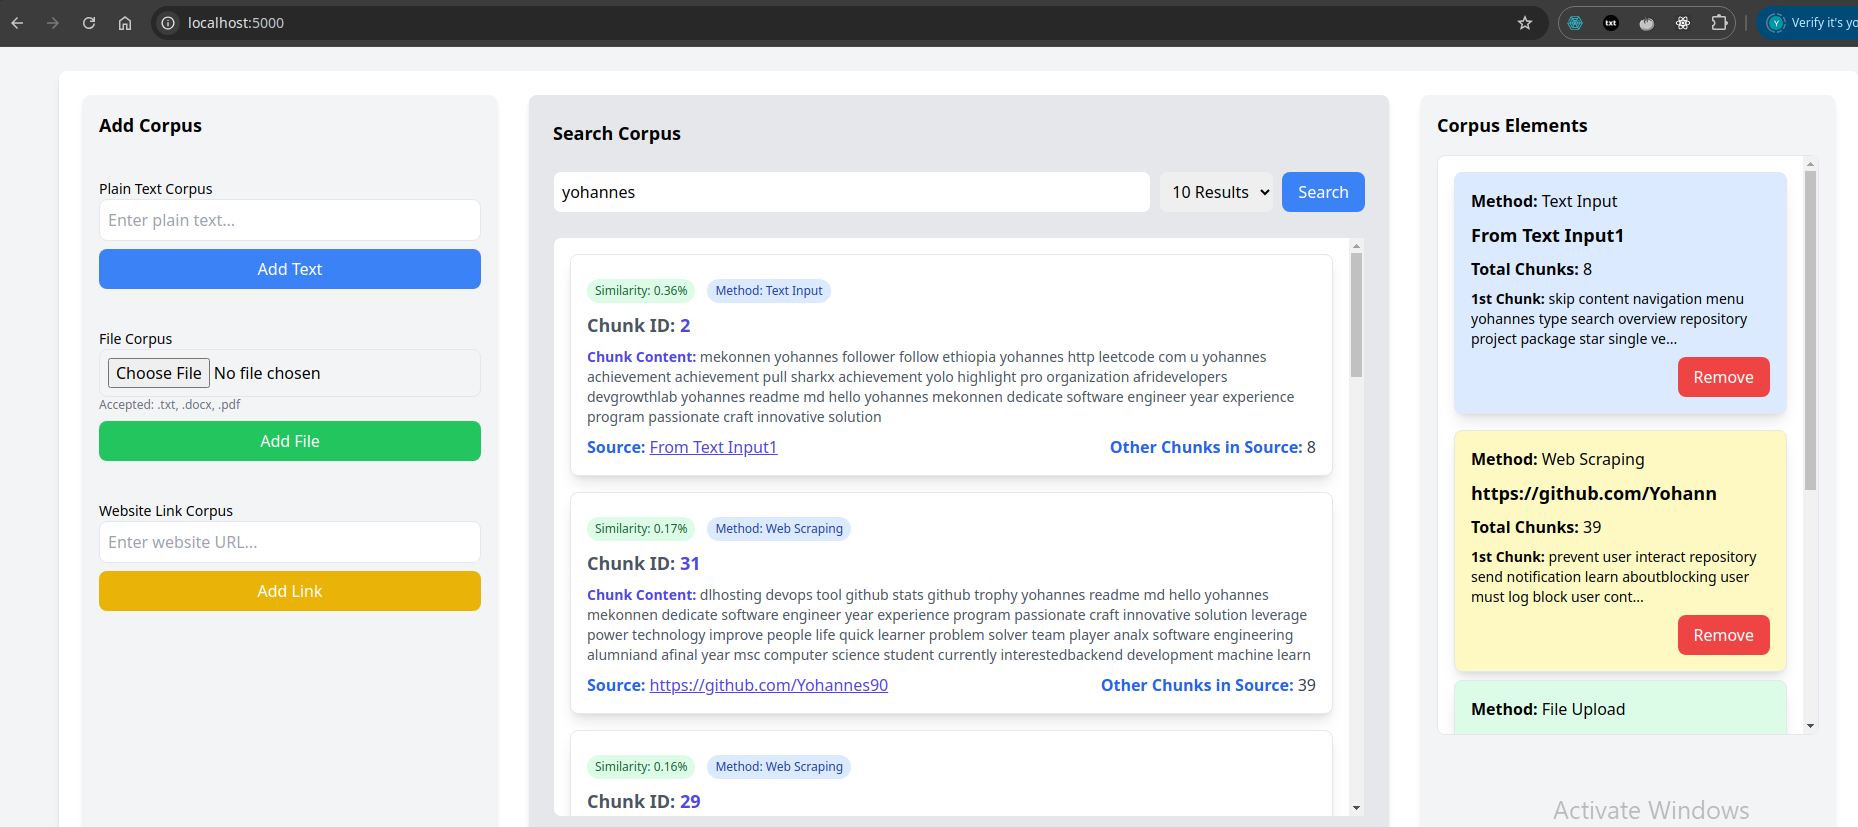 localhost:5000
txt
Y
Verify it's yo
Add Corpus
Plain Text Corpus
Enter plain text...
Add Text
File Corpus
Choose File No file chosen
Accepted: .txt, .docx, .pdf
Add File
Website Link Corpus
Enter website URL...
Add Link
Search Corpus
yohannes
10 Results
Search
Similarity: 0.36% Method: Text Input
Chunk ID: 2
Chunk Content: mekonnen yohannes follower follow ethiopia yohannes http leetcode com u yohannes
achievement achievement pull sharkx achievement yolo highlight pro organization afridevelopers
devgrowthlab yohannes readme md hello yohannes mekonnen dedicate software engineer year experience
program passionate craft innovative solution
Source: From Text Input1 Other Chunks in Source: 8
Similarity: 0.17% Method: Web Scraping
Chunk ID: 31
Chunk Content: dlhosting devops tool github stats github trophy yohannes readme md hello yohannes
mekonnen dedicate software engineer year experience program passionate craft innovative solution leverage
power technology improve people life quick learner problem solver team player analx software engineering
alumniand afinal year msc computer science student currently interestedbackend development machine learn
Source: https://github.com/Yohannes90 Other Chunks in Source: 39
Similarity: 0.16% Method: Web Scraping
Chunk ID: 29
Corpus Elements
Method: Text Input
From Text Input1
Total Chunks: 8
1st Chunk: skip content navigation menu
yohannes type search overview repository
project package star single ve...
Remove
Method: Web Scraping
https://github.com/Yohann
Total Chunks: 39
1st Chunk: prevent user interact repository
send notification learn aboutblocking user
must log block user cont...
Remove
Method: File Upload
Activate Windows